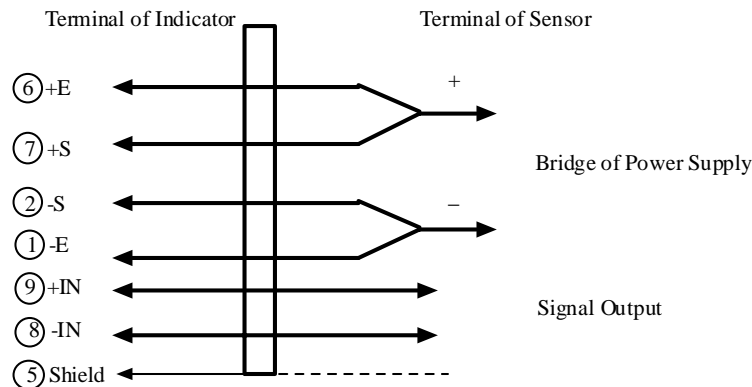 Terminal of Indicator
Terminal of Sensor
6 +E
+
7 +S
Bridge of Power Supply
2 -S
–
1 -E
9 +IN
Signal Output
8 -IN
5 Shield